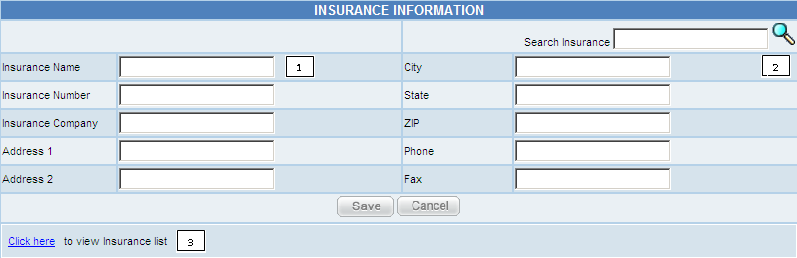 INSURANCE INFORMATION
Search Insurance
Insurance Name 1 City 2
Insurance Number State
Insurance Company ZIP
Address 1 Phone
Address 2 Fax
Save Cancel
Click here to view Insurance list 3